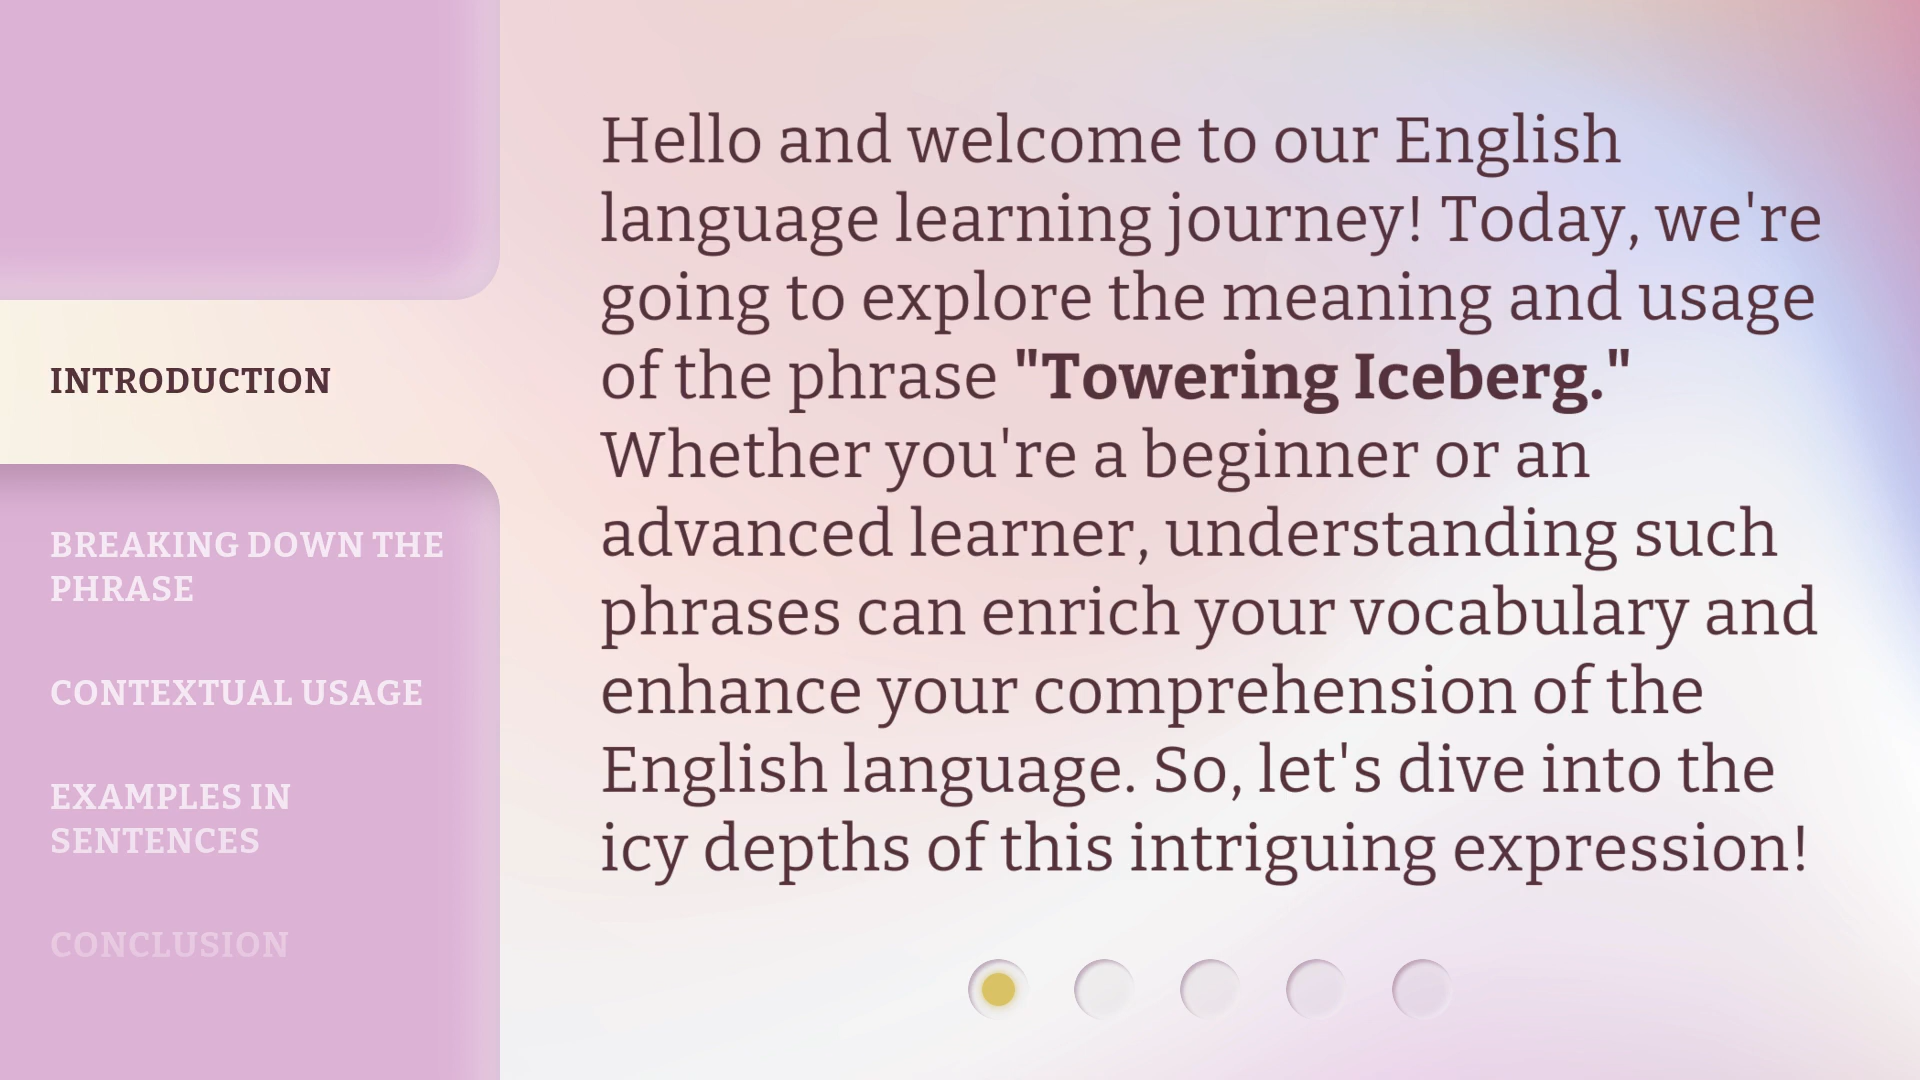 INTRODUCTION
BREAKING DOWN THE
PHRASE
CONTEXTUAL USAGE
EXAMPLES IN
SENTENCES
CONCLUSION
Hello and welcome to our English
language learning journey! Today, we're
going to explore the meaning and usage
of the phrase "Towering Iceberg."
Whether you're a beginner or an
advanced learner, understanding such
phrases can enrich your vocabulary and
enhance your comprehension of the
English language. So, let's dive into the
icy depths of this intriguing expression!